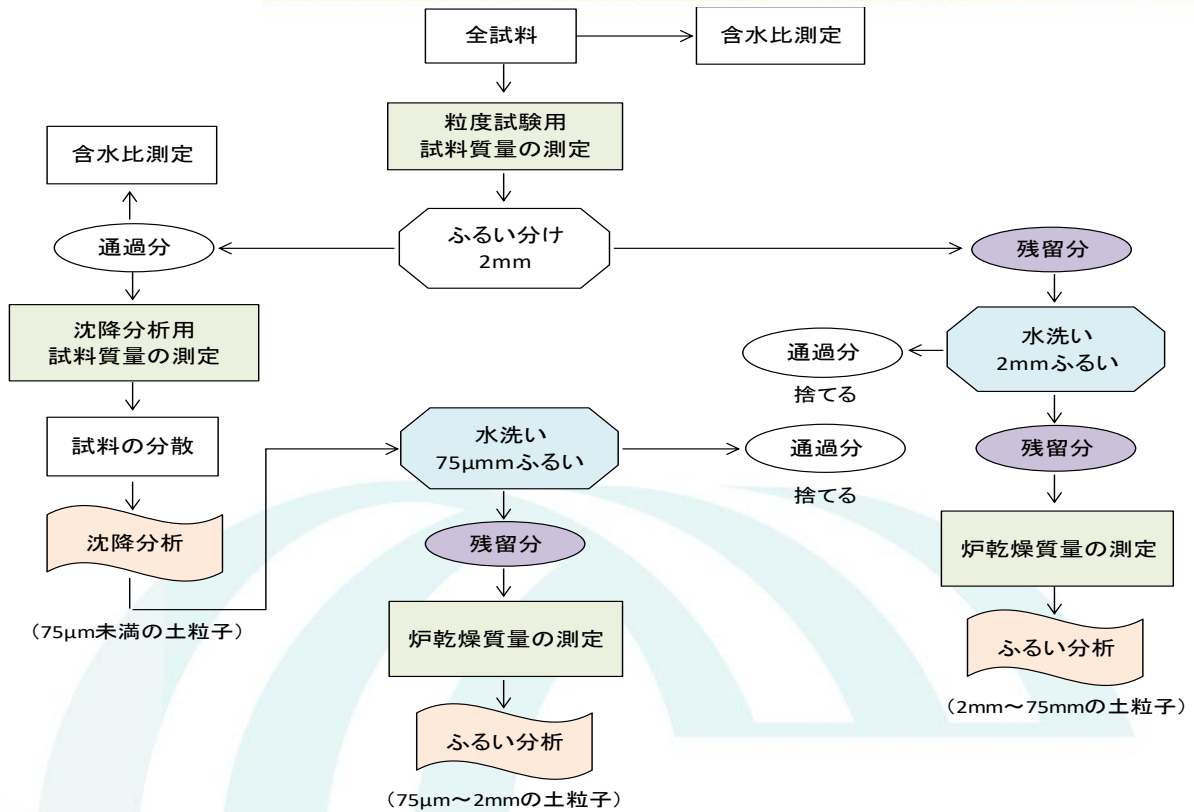 全試料
含水比測定
粒度試験用
試料質量の測定
含水比測定
通過分
ふるい分け
2mm
残留分
沈降分析用
試料質量の測定
水洗い
2mmふるい
通過分
捨てる
試料の分散
水洗い
75μmmふるい
通過分
捨てる
残留分
沈降分析
(75μm未満の土粒子)
残留分
炉乾燥質量の測定
炉乾燥質量の測定
ふるい分析
(2mm～75mmの土粒子)
ふるい分析
(75μm～2mmの土粒子)